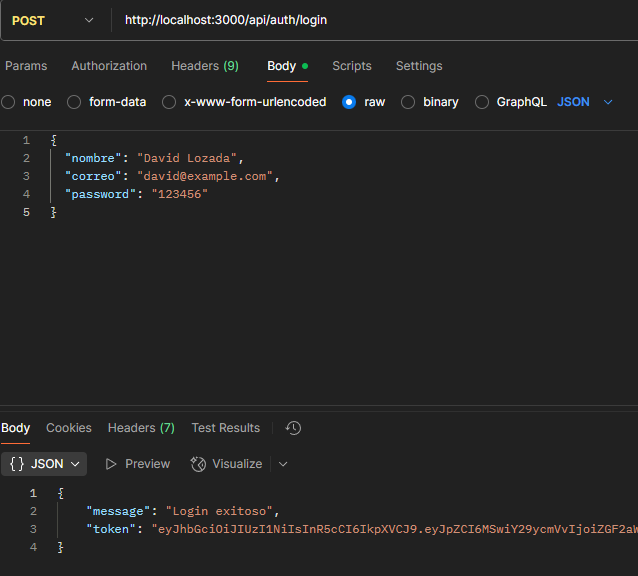 POST http://localhost:3000/api/auth/login
Params Authorization Headers (9) Body Scripts Settings
none form-data x-www-form-urlencoded raw binary GraphQL JSON
1 {
2 "nombre": "David Lozada",
3 "correo": "david@example.com",
4 "password": "123456"
5 }
Body Cookies Headers (7) Test Results
{} JSON Preview Visualize
1 {
2 "message": "Login exitoso",
3 "token": "eyJhbGciOiJIUzI1NiIsInR5cCI6IkpXVCJ9.eyJpZCI6MSwiY29ycmVvIjoiZGF2aW
4 }